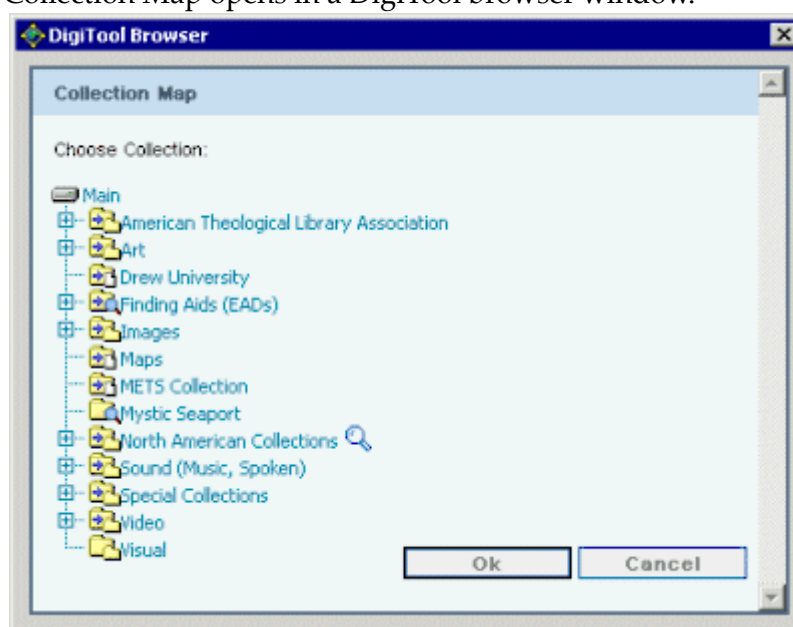 Collection Map opens in a DigiTool browser window.
DigiTool Browser
Collection Map
Choose Collection:
Main
American Theological Library Association
Art
Drew University
Finding Aids (EADs)
Images
Maps
METS Collection
Mystic Seaport
North American Collections
Sound (Music, Spoken)
Special Collections
Video
Visual
Ok Cancel